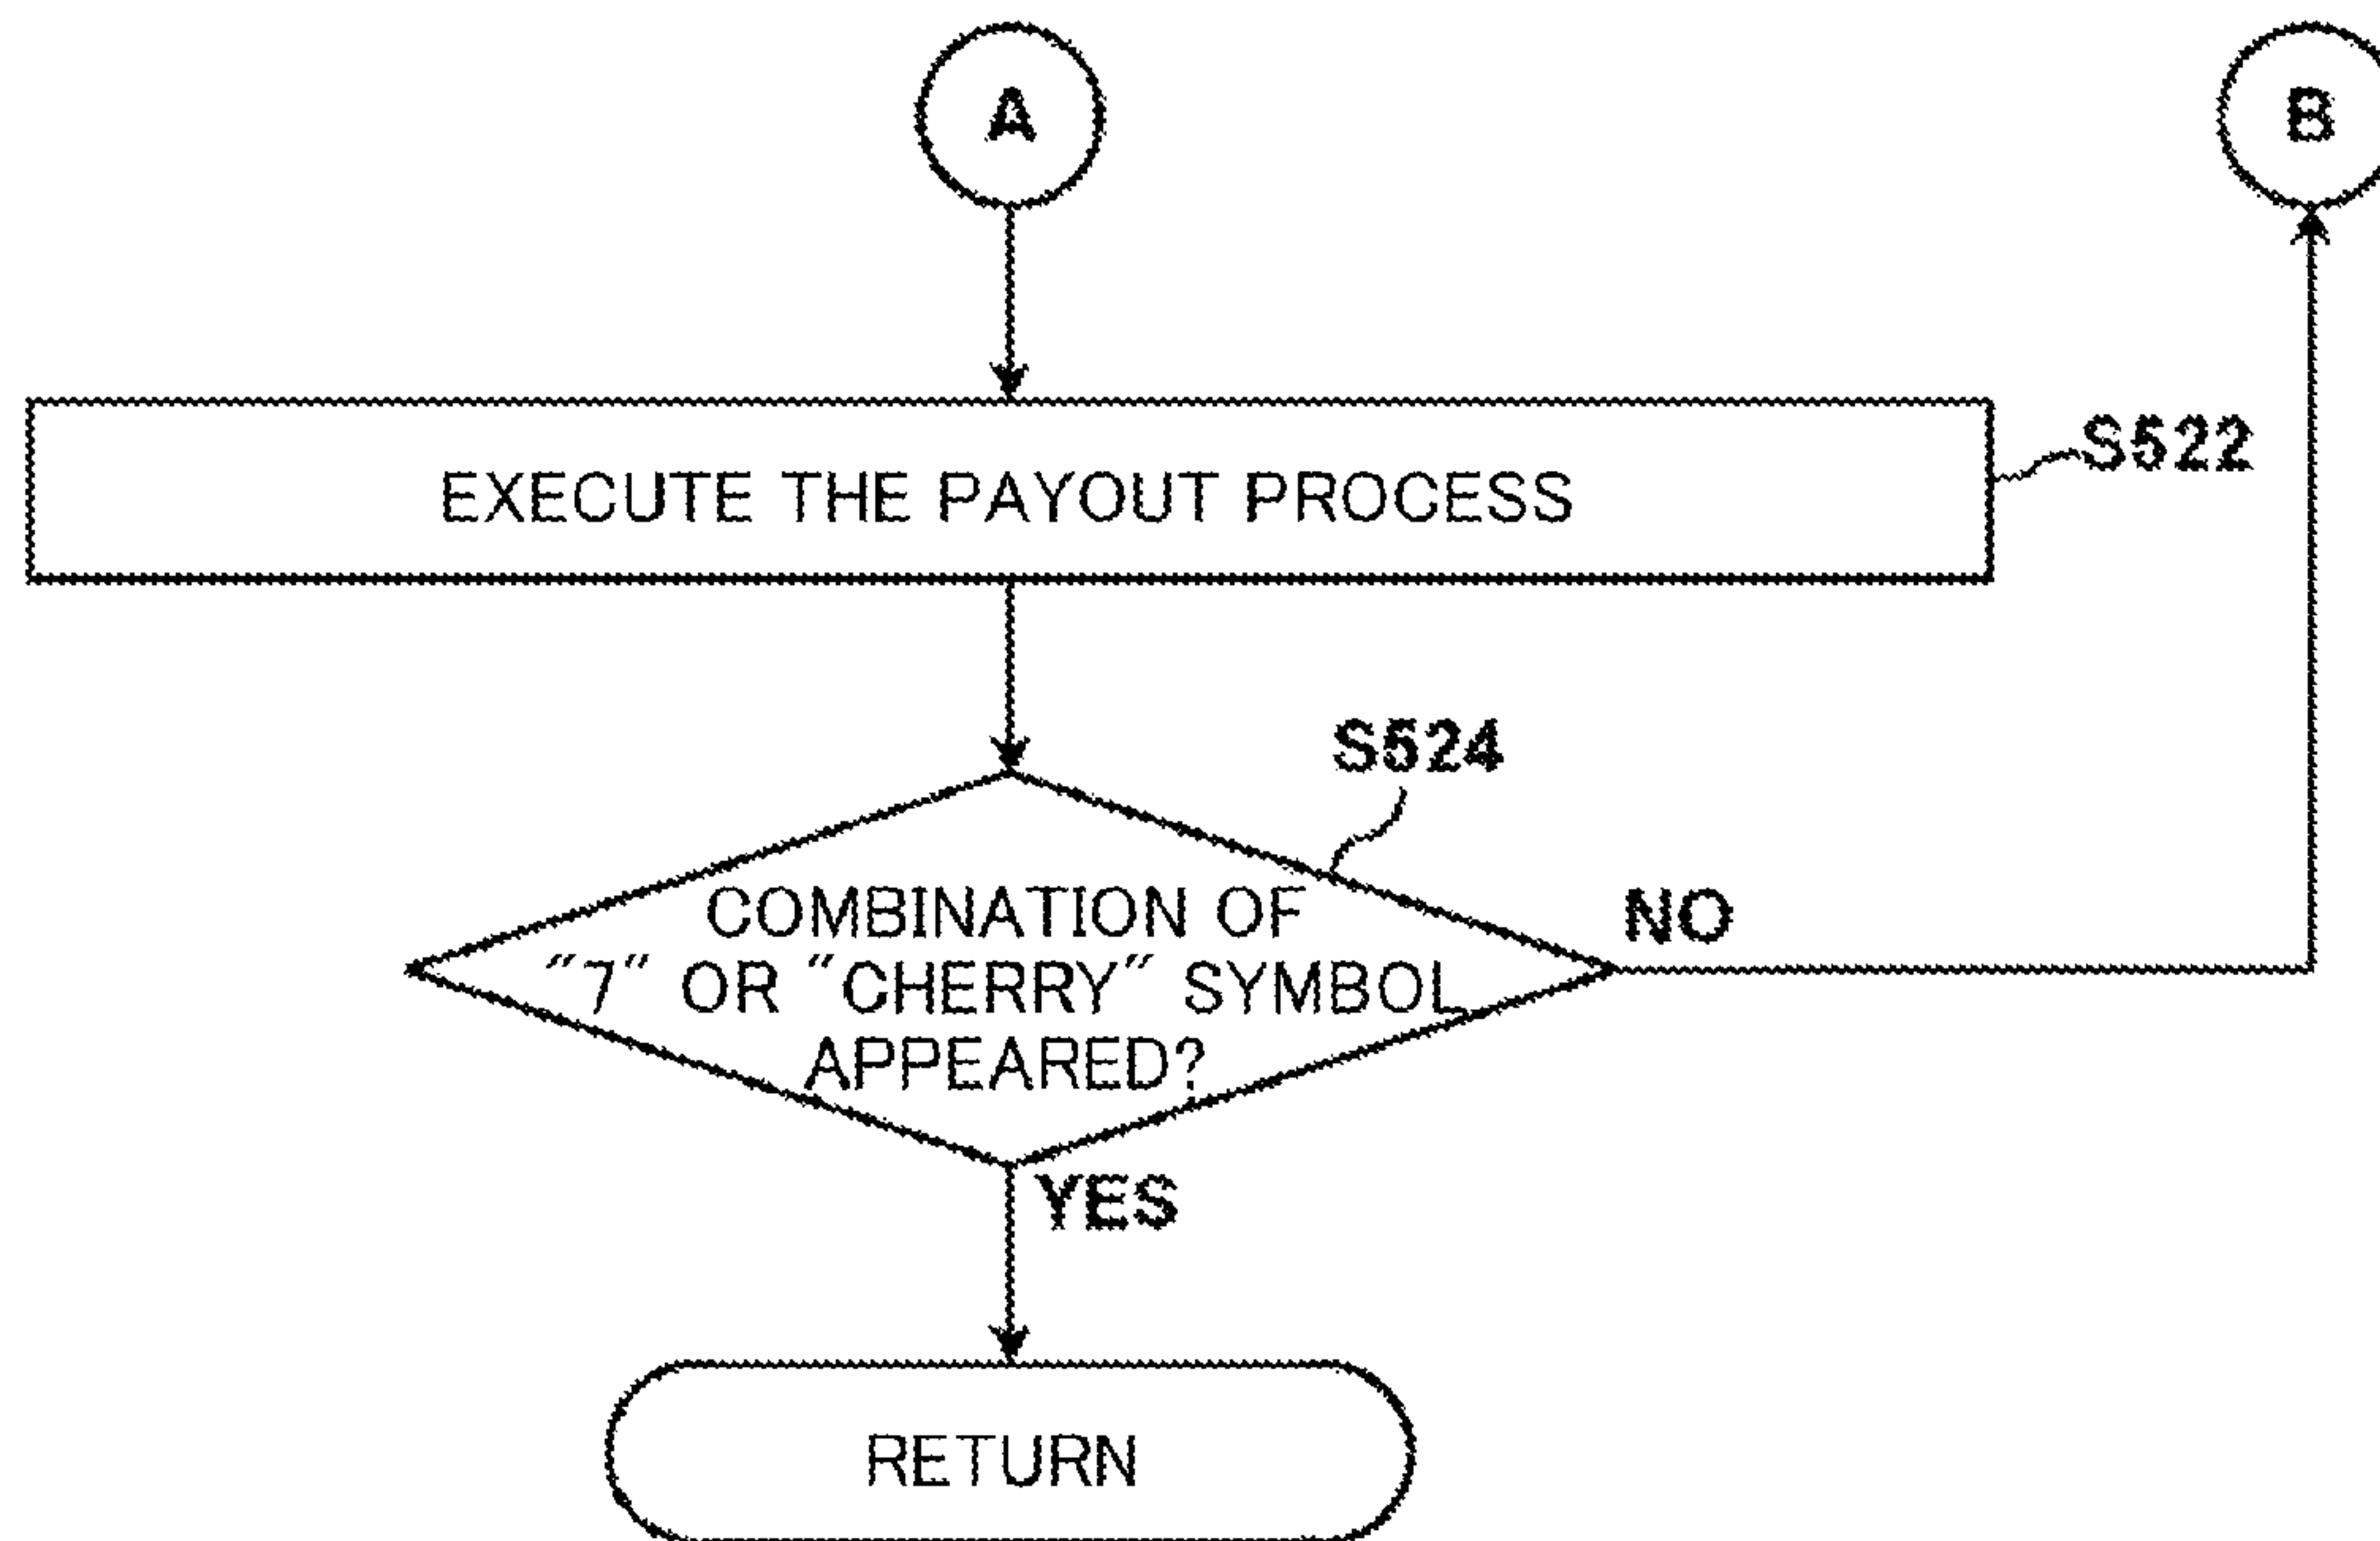 A
B
EXECUTE THE PAYOUT PROCESS
S522
S524
COMBINATION OF
"7" OR "CHERRY" SYMBOL
APPEARED?
NO
YES
RETURN